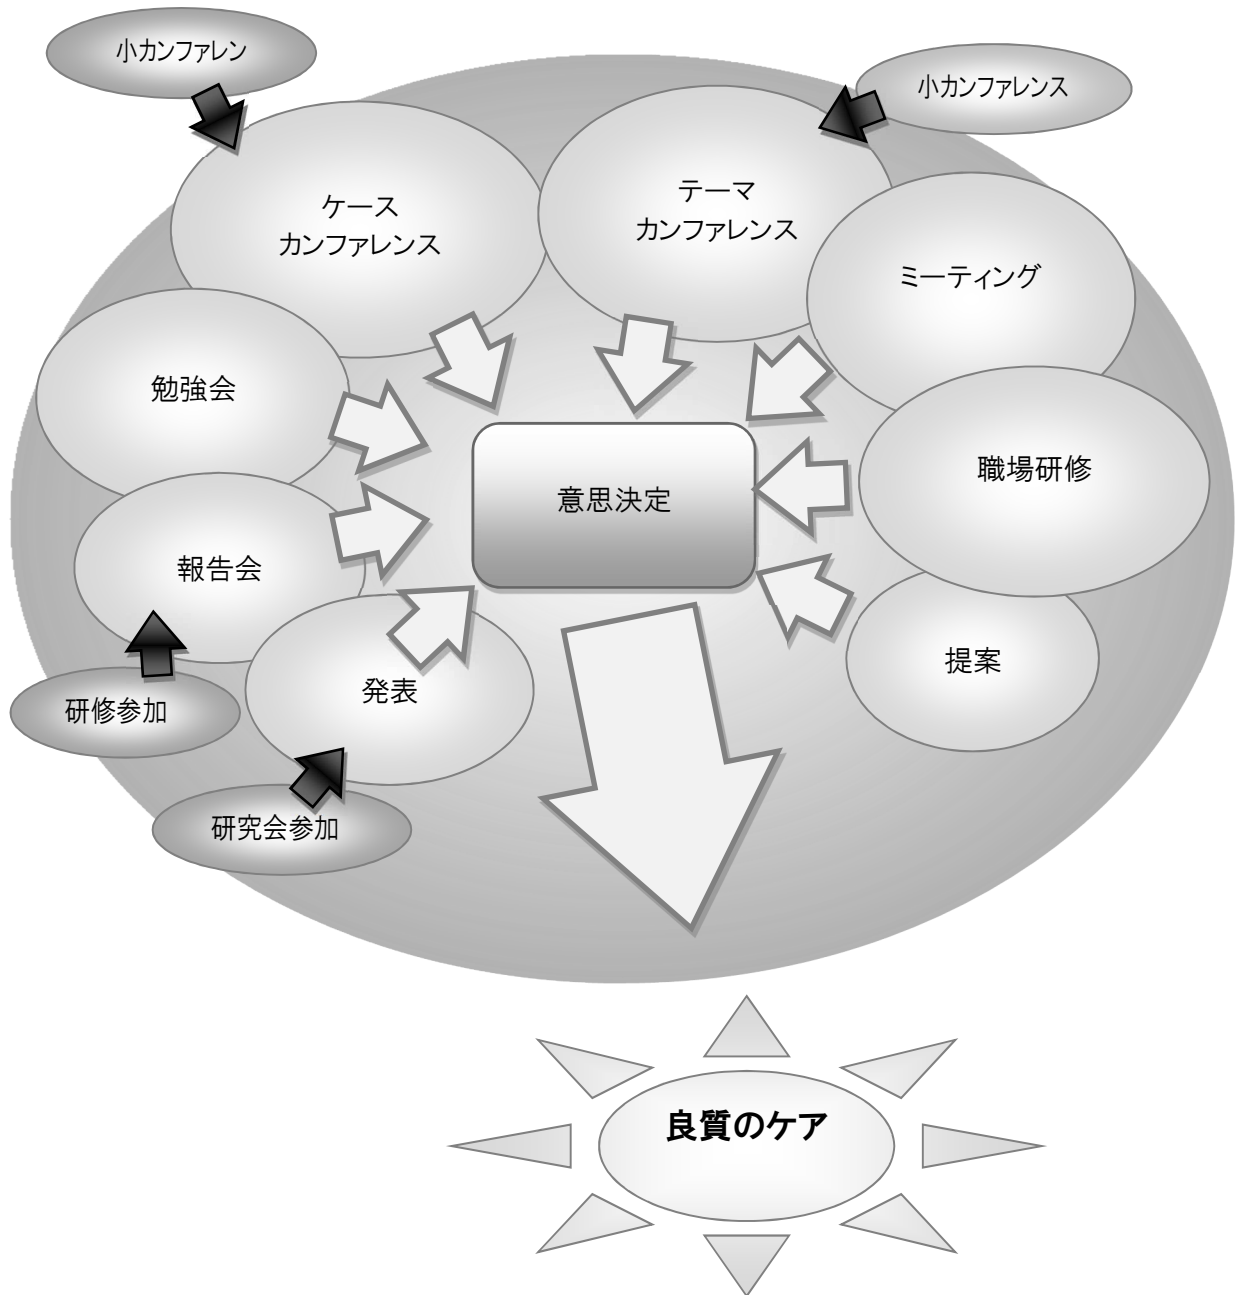 小カンファレン
小カンファレンス
ケース
カンファレンス
テーマ
カンファレンス
ミーティング
勉強会
職場研修
意思決定
報告会
提案
発表
研修参加
研究会参加
良質のケア